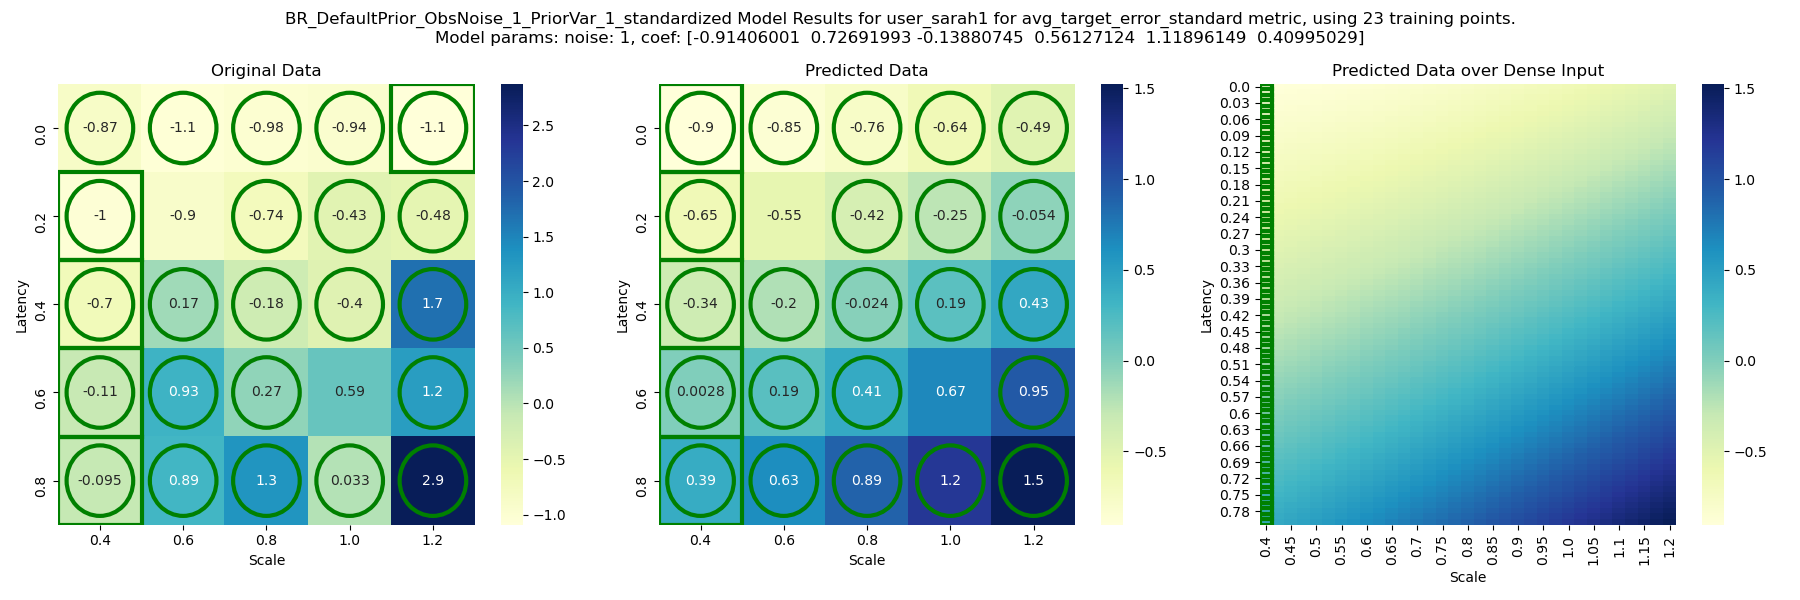 BR_DefaultPrior_ObsNoise_1_PriorVar_1_standardized Model Results for user_sarah1 for avg_target_error_standard metric, using 23 training points.
Model params: noise: 1, coef: [-0.91406001  0.72691993 -0.13880745  0.56127124  1.11896149  0.40995029]
Original Data
Latency
0.0 -0.87 -1.1 -0.98 -0.94 -1.1
0.2 -1 -0.9 -0.74 -0.43 -0.48
0.4 -0.7 0.17 -0.18 -0.4 1.7
0.6 -0.11 0.93 0.27 0.59 1.2
0.8 -0.095 0.89 1.3 0.033 2.9
0.4 0.6 0.8 1.0 1.2
Scale
2.5
2.0
1.5
1.0
0.5
0.0
−0.5
−1.0
Predicted Data
Latency
0.0 -0.9 -0.85 -0.76 -0.64 -0.49
0.2 -0.65 -0.55 -0.42 -0.25 -0.054
0.4 -0.34 -0.2 -0.024 0.19 0.43
0.6 0.0028 0.19 0.41 0.67 0.95
0.8 0.39 0.63 0.89 1.2 1.5
0.4 0.6 0.8 1.0 1.2
Scale
1.5
1.0
0.5
0.0
−0.5
Predicted Data over Dense Input
Latency
0.0
0.03
0.06
0.09
0.12
0.15
0.18
0.21
0.24
0.27
0.3
0.33
0.36
0.39
0.42
0.45
0.48
0.51
0.54
0.57
0.6
0.63
0.66
0.69
0.72
0.75
0.78
0.4 0.45 0.5 0.55 0.6 0.65 0.7 0.75 0.8 0.85 0.9 0.95 1.0 1.05 1.1 1.15 1.2
Scale
1.5
1.0
0.5
0.0
−0.5